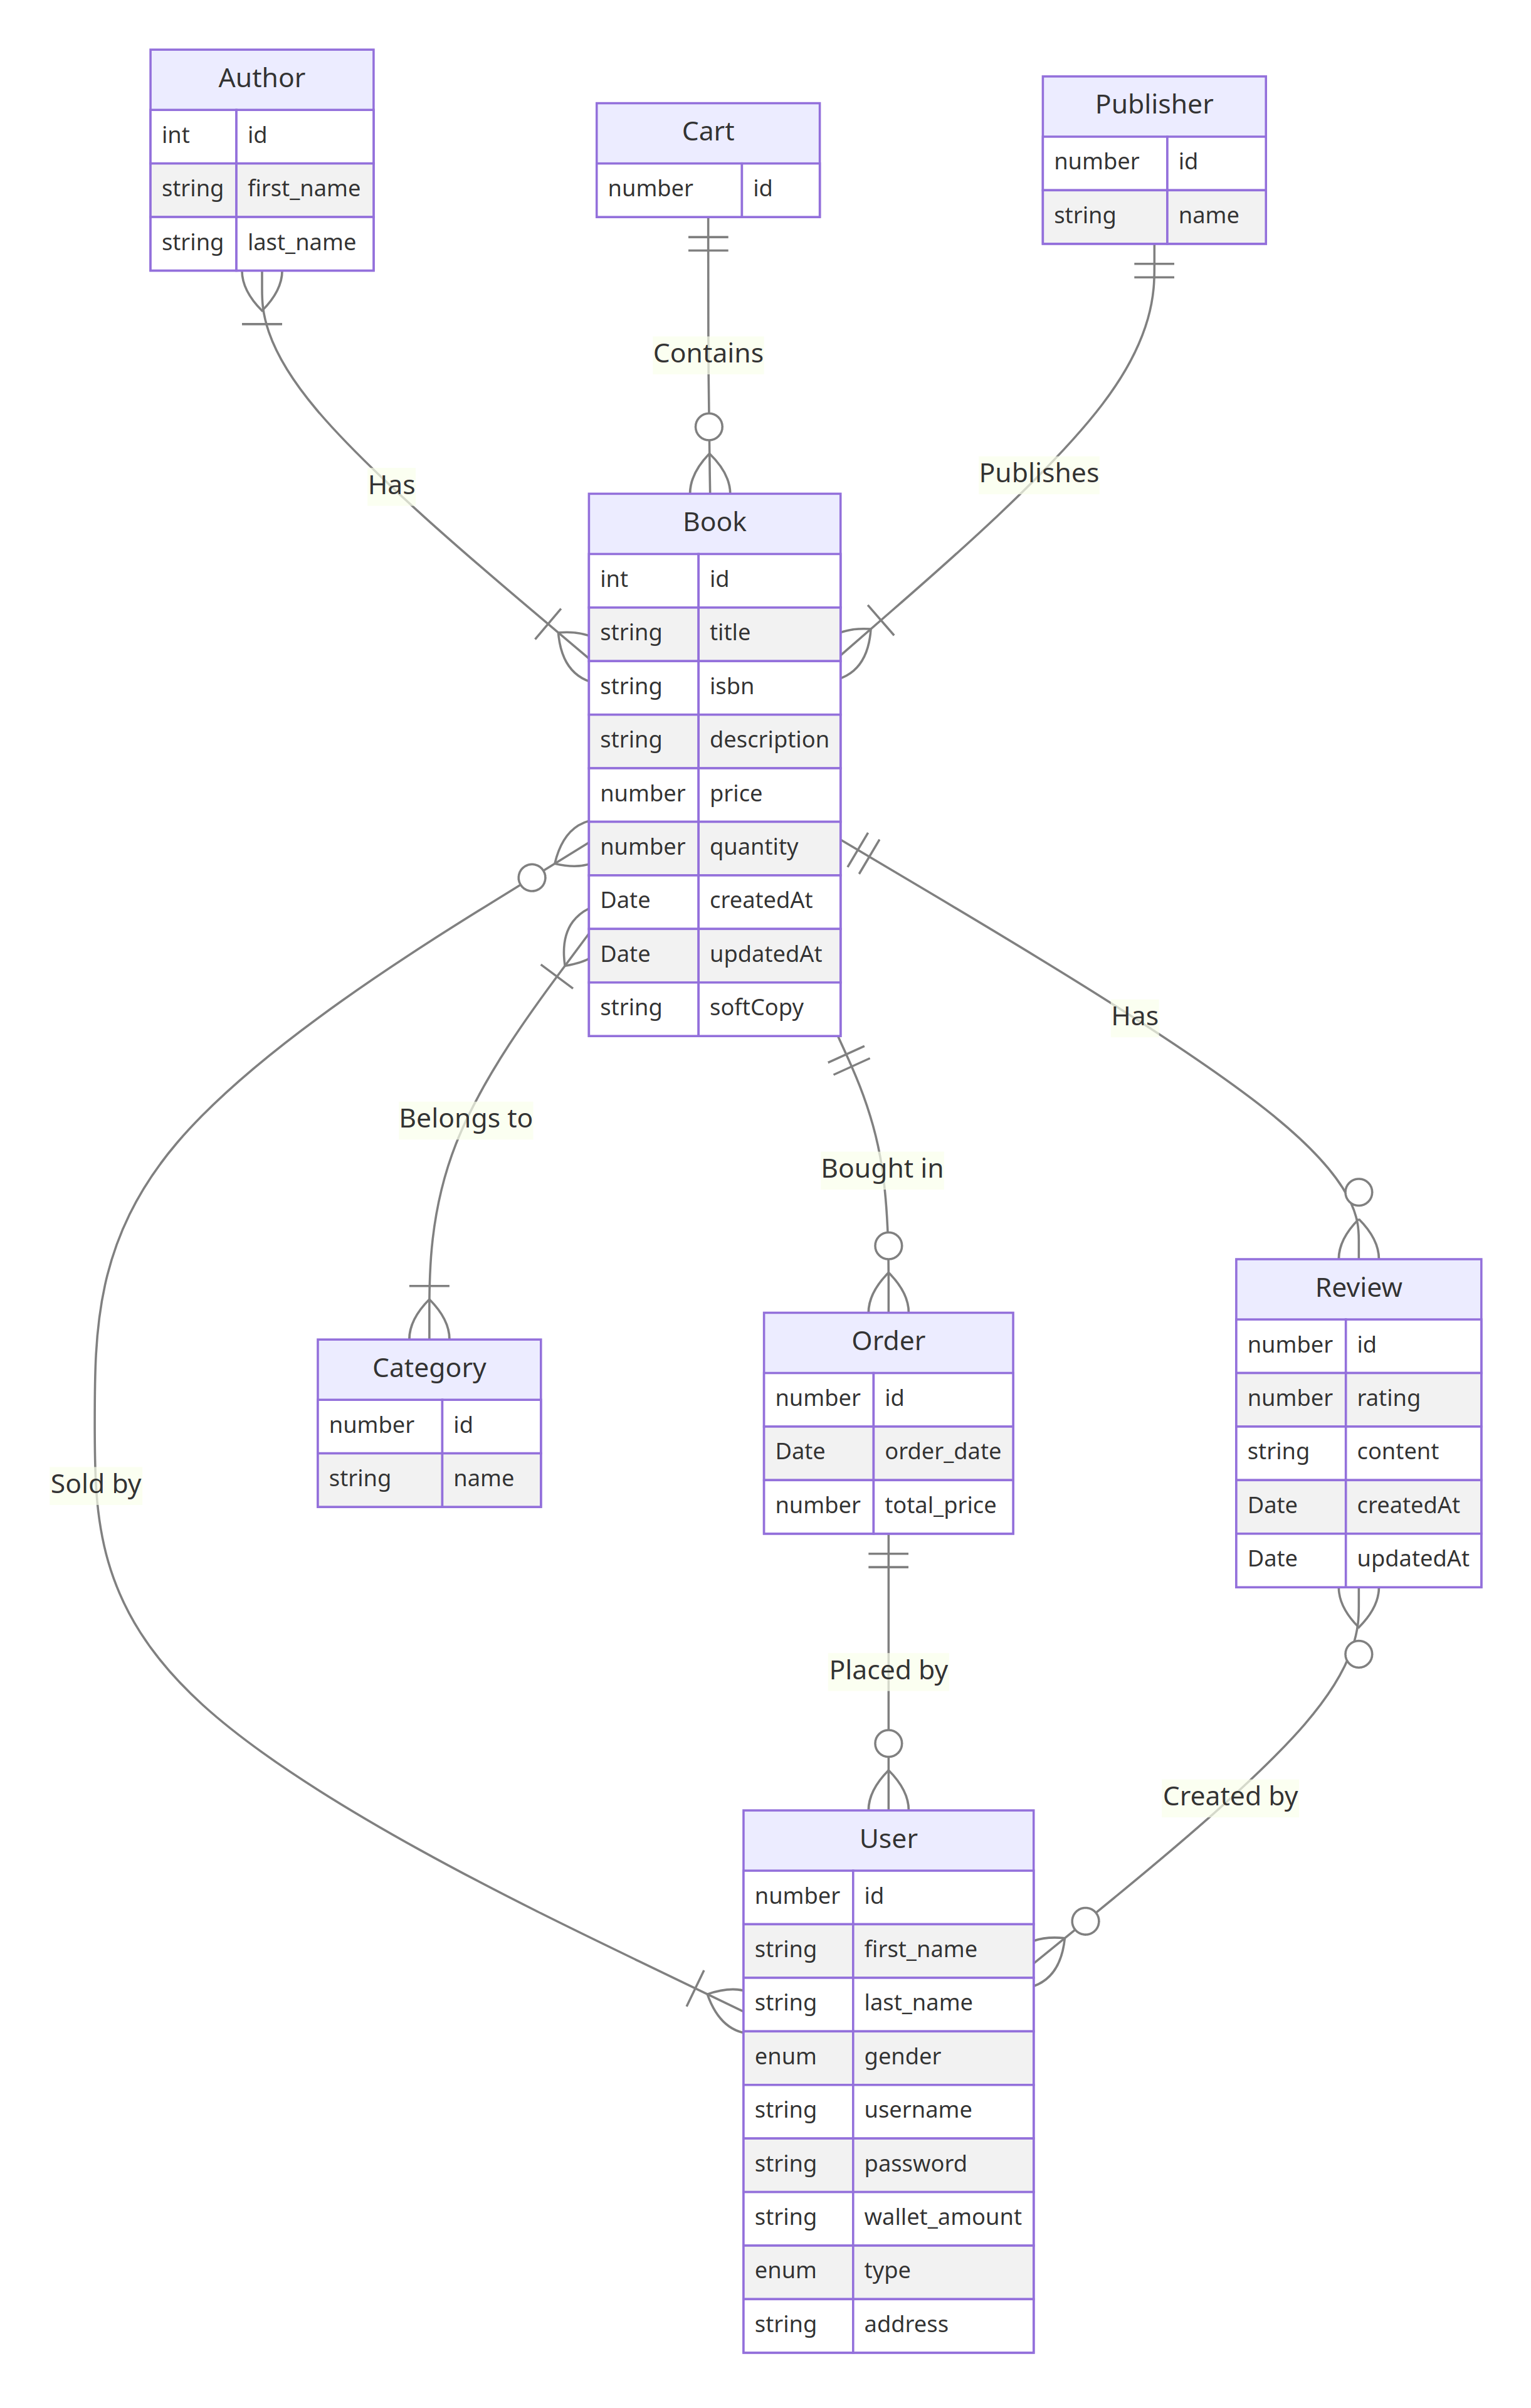 Author
int id
string first_name
string last_name
Cart
number id
Publisher
number id
string name
Contains
Has
Publishes
Book
int id
string title
string isbn
string description
number price
number quantity
Date createdAt
Date updatedAt
string softCopy
Has
Belongs to
Bought in
Sold by
Category
number id
string name
Order
number id
Date order_date
number total_price
Review
number id
number rating
string content
Date createdAt
Date updatedAt
Placed by
Created by
User
number id
string first_name
string last_name
enum gender
string username
string password
string wallet_amount
enum type
string address